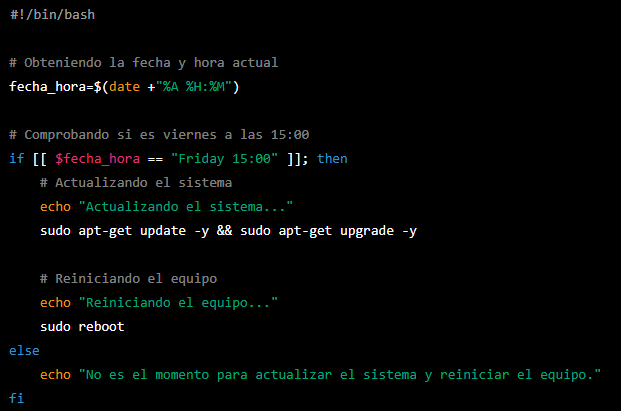 #!/bin/bash
# Obteniendo la fecha y hora actual
fecha_hora=$(date +"%A %H:%M")
# Comprobando si es viernes a las 15:00
if [[ $fecha_hora == "Friday 15:00" ]]; then
    # Actualizando el sistema
    echo "Actualizando el sistema..."
    sudo apt-get update -y && sudo apt-get upgrade -y
    # Reiniciando el equipo
    echo "Reiniciando el equipo..."
    sudo reboot
else
    echo "No es el momento para actualizar el sistema y reiniciar el equipo."
fi